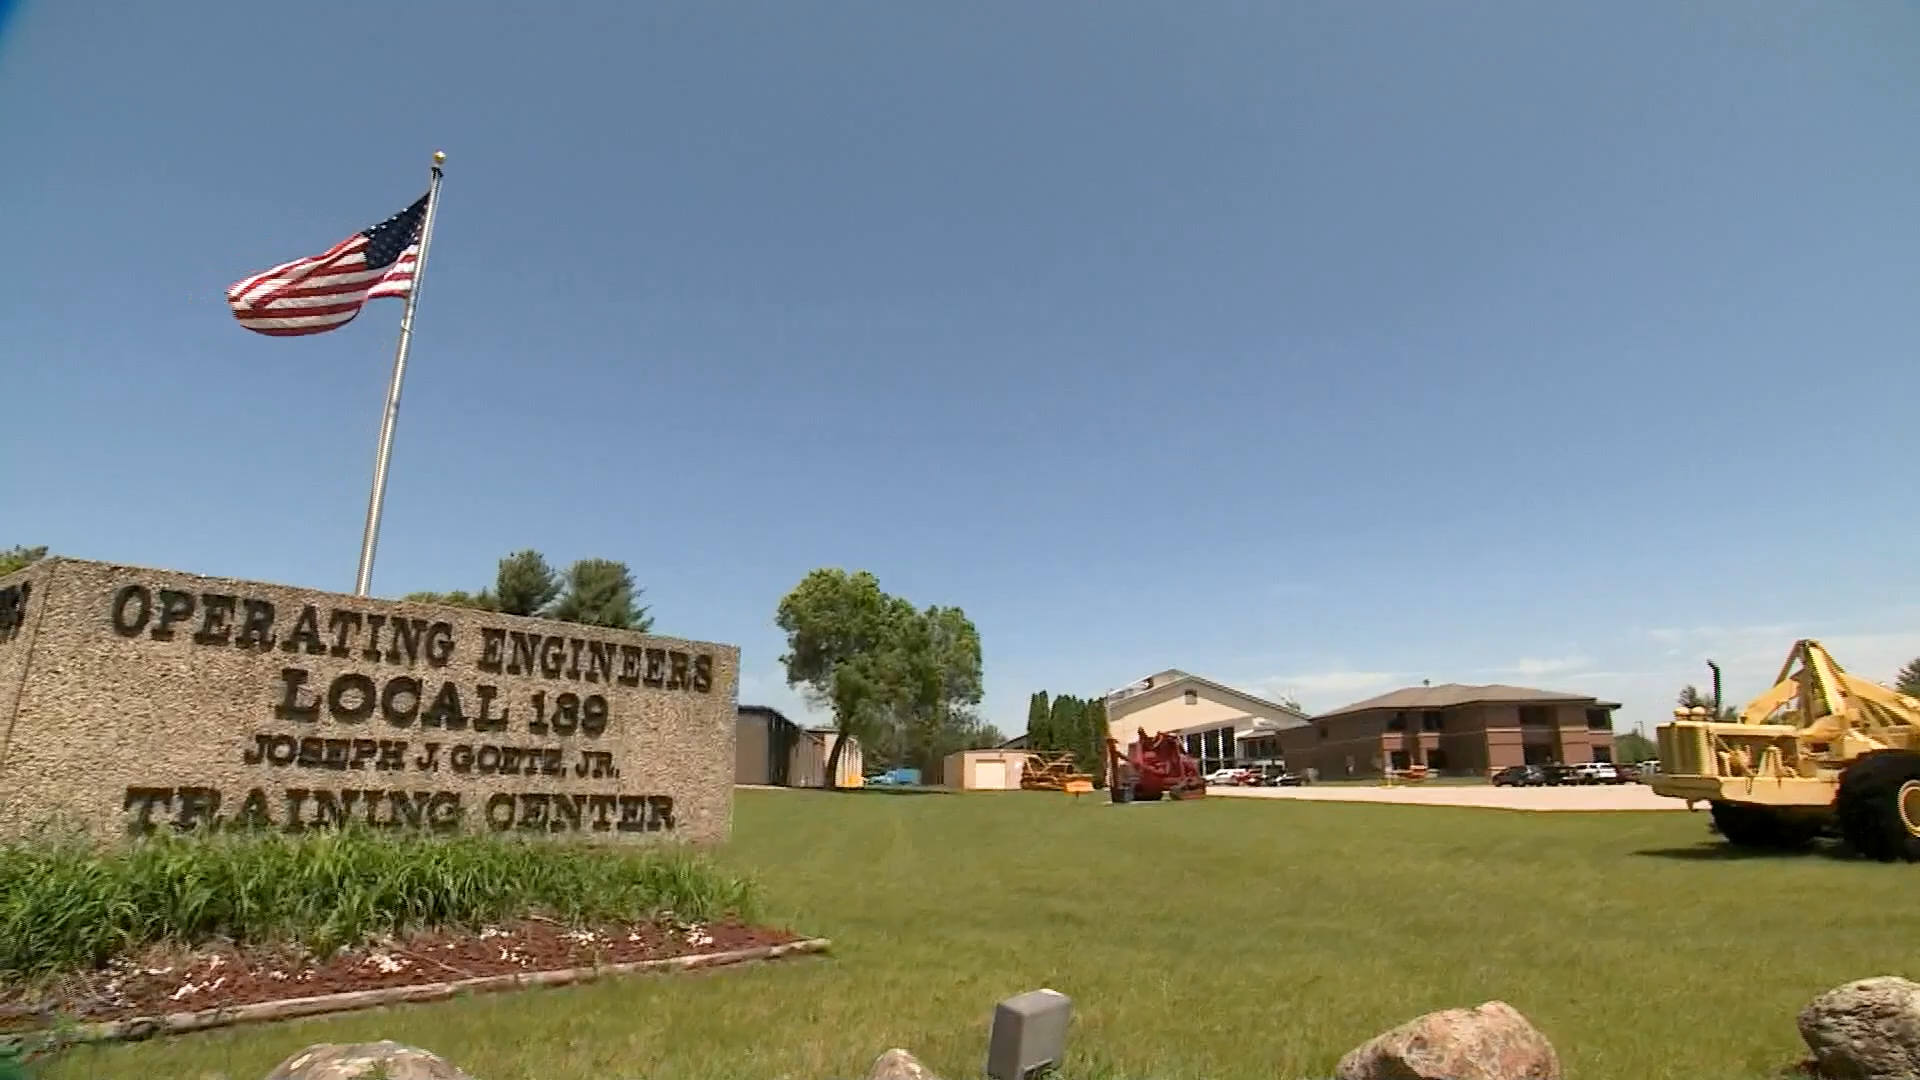 OPERATING ENGINEERS
LOCAL 139
JOSEPH J. GOETZ, JR.
TRAINING CENTER